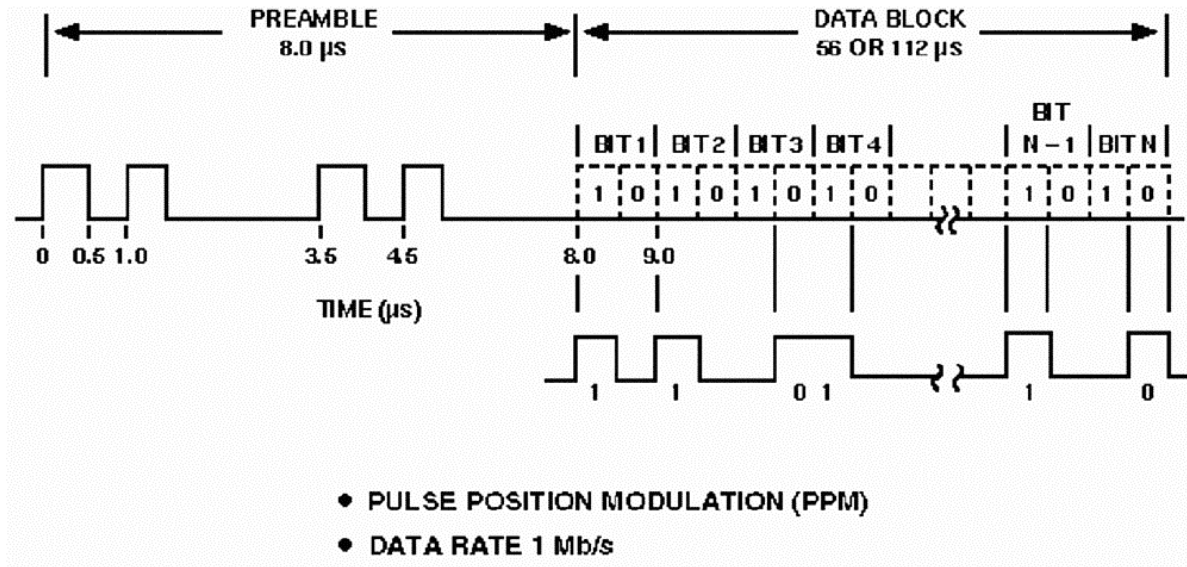 PREAMBLE DATA BLOCK
8.0 µs 56 OR 112 µs
BIT
BIT 1 BIT 2 BIT 3 BIT 4 N – 1 BIT N
1 0 1 0 1 0 1 0 1 0 1 0
0 0.5 1.0 3.5 4.5 8.0 9.0
TIME (µs)
1 1 0 1 1 0
● PULSE POSITION MODULATION (PPM)
● DATA RATE 1 Mb/s